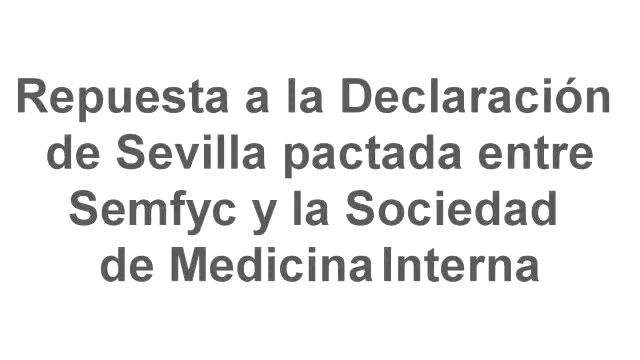 Repuesta a la Declaración
de Sevilla pactada entre
Semfyc y la Sociedad
de Medicina Interna